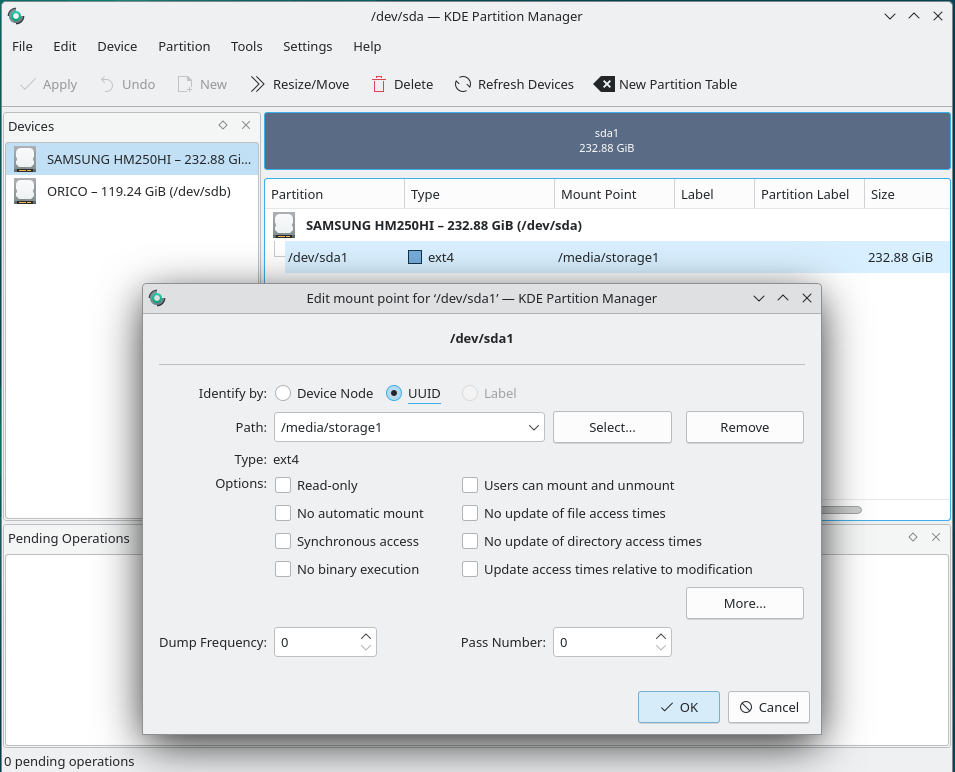 /dev/sda — KDE Partition Manager
File Edit Device Partition Tools Settings Help
Apply Undo New Resize/Move Delete Refresh Devices New Partition Table
Devices
SAMSUNG HM250HI – 232.88 Gi...
ORICO – 119.24 GiB (/dev/sdb)
sda1
232.88 GiB
Partition Type Mount Point Label Partition Label Size
SAMSUNG HM250HI – 232.88 GiB (/dev/sda)
/dev/sda1 ext4 /media/storage1 232.88 GiB
Edit mount point for ‘/dev/sda1’ — KDE Partition Manager
/dev/sda1
Identify by: Device Node UUID Label
Path: /media/storage1 Select... Remove
Type: ext4
Options: Read-only Users can mount and unmount
No automatic mount No update of file access times
Synchronous access No update of directory access times
No binary execution Update access times relative to modification
More...
Dump Frequency: 0 Pass Number: 0
OK Cancel
Pending Operations
0 pending operations